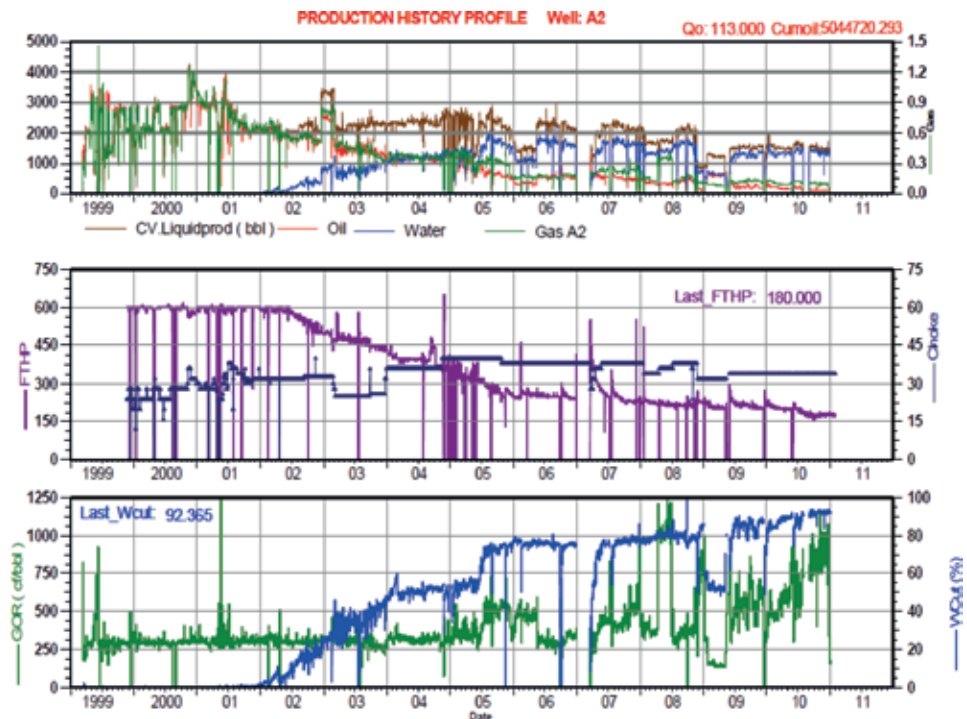 PRODUCTION HISTORY PROFILE Well: A2
Qo: 113.000 Cumoil:5044720.293
5000
4000
3000
2000
1000
0
1.5
1.2
0.9
0.6
0.3
0.0
Gas
1999 2000 01 02 03 04 05 06 07 08 09 10 11
CV.Liquidprod ( bbl ) Oil Water Gas A2
750
600
450
300
150
0
FTHP
Last_FTHP: 180.000
75
60
45
30
15
0
Choke
1999 2000 01 02 03 04 05 06 07 08 09 10 11
1250
1000
750
500
250
0
GOR ( cf/bbl )
Last_Wcut: 92.365
100
80
60
40
20
0
WCut (%)
1999 2000 01 02 03 04 05 06 07 08 09 10 11
Date